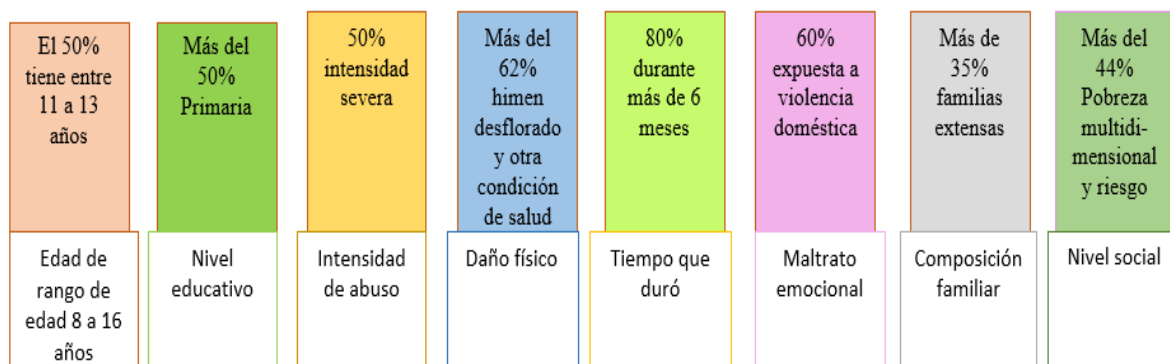 El 50%
tiene entre
11 a 13
años
Más del
50%
Primaria
50%
intensidad
severa
Más del
62%
himen
desflorado
y otra
condición
de salud
80%
durante
más de 6
meses
60%
expuesta a
violencia
doméstica
Más de
35%
familias
extensas
Más del
44%
Pobreza
multidi-
mensional
y riesgo
Edad de
rango de
edad 8 a 16
años
Nivel
educativo
Intensidad
de abuso
Daño físico
Tiempo que
duró
Maltrato
emocional
Composición
familiar
Nivel social